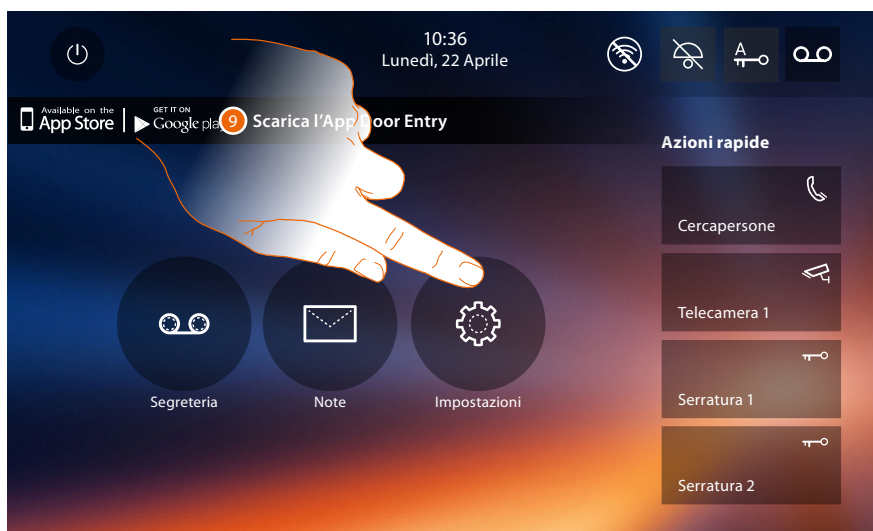 10:36
Lunedì, 22 Aprile
A
Available on the
App Store
GET IT ON
Google pla
9
Scarica l'App Door Entry
Azioni rapide
Cercapersone
Telecamera 1
Serratura 1
Serratura 2
Segreteria
Note
Impostazioni